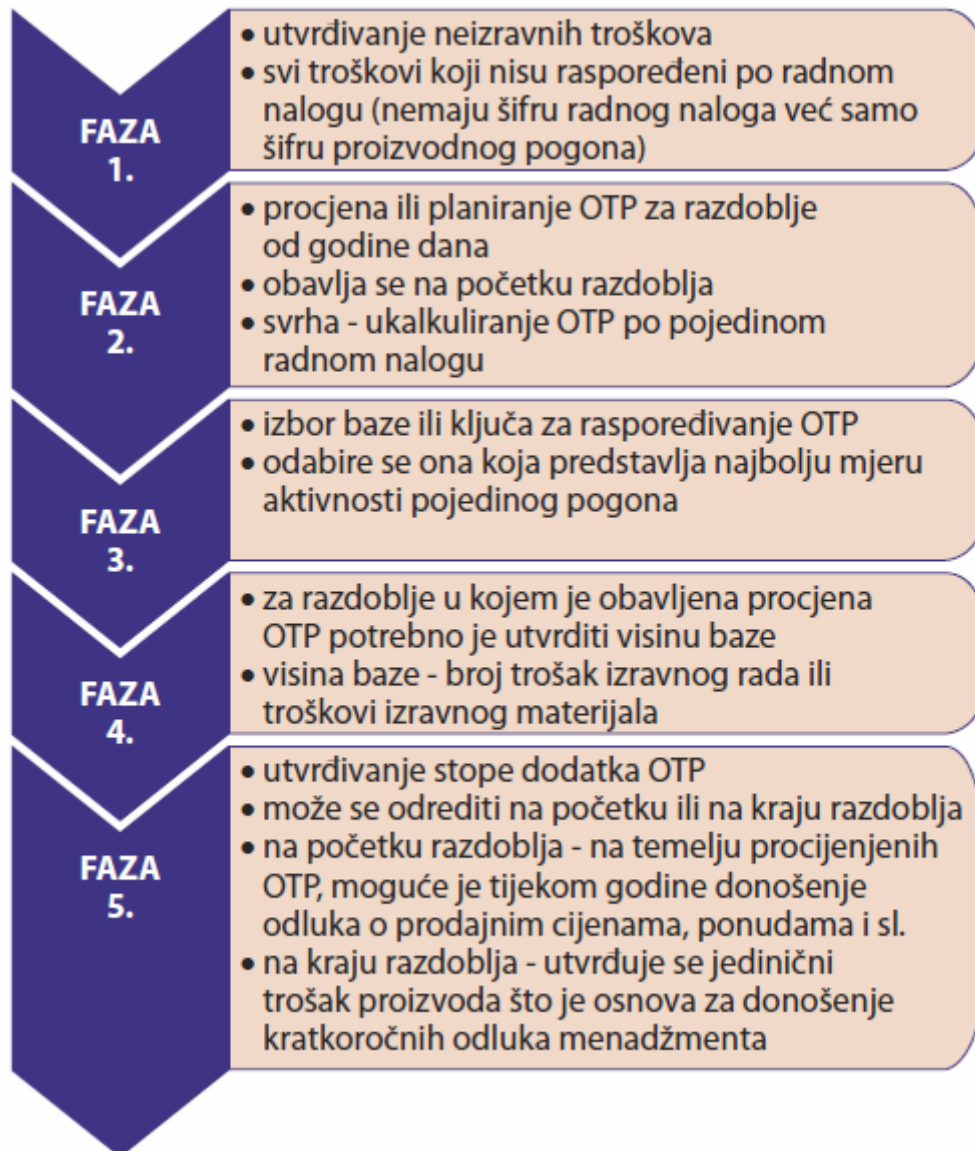 FAZA
1.
• utvrđivanje neizravnih troškova
• svi troškovi koji nisu raspoređeni po radnom
nalogu (nemaju šifru radnog naloga već samo
šifru proizvodnog pogona)
FAZA
2.
• procjena ili planiranje OTP za razdoblje
od godine dana
• obavlja se na početku razdoblja
• svrha - ukalkuliranje OTP po pojedinom
radnom nalogu
FAZA
3.
• izbor baze ili ključa za raspoređivanje OTP
• odabire se ona koja predstavlja najbolju mjeru
aktivnosti pojedinog pogona
FAZA
4.
• za razdoblje u kojem je obavljena procjena
OTP potrebno je utvrditi visinu baze
• visina baze - broj trošak izravnog rada ili
troškovi izravnog materijala
FAZA
5.
• utvrđivanje stope dodatka OTP
• može se odrediti na početku ili na kraju razdoblja
• na početku razdoblja - na temelju procijenjenih
OTP, moguće je tijekom godine donošenje
odluka o prodajnim cijenama, ponudama i sl.
• na kraju razdoblja - utvrđuje se jedinični
trošak proizvoda što je osnova za donošenje
kratkoročnih odluka menadžmenta